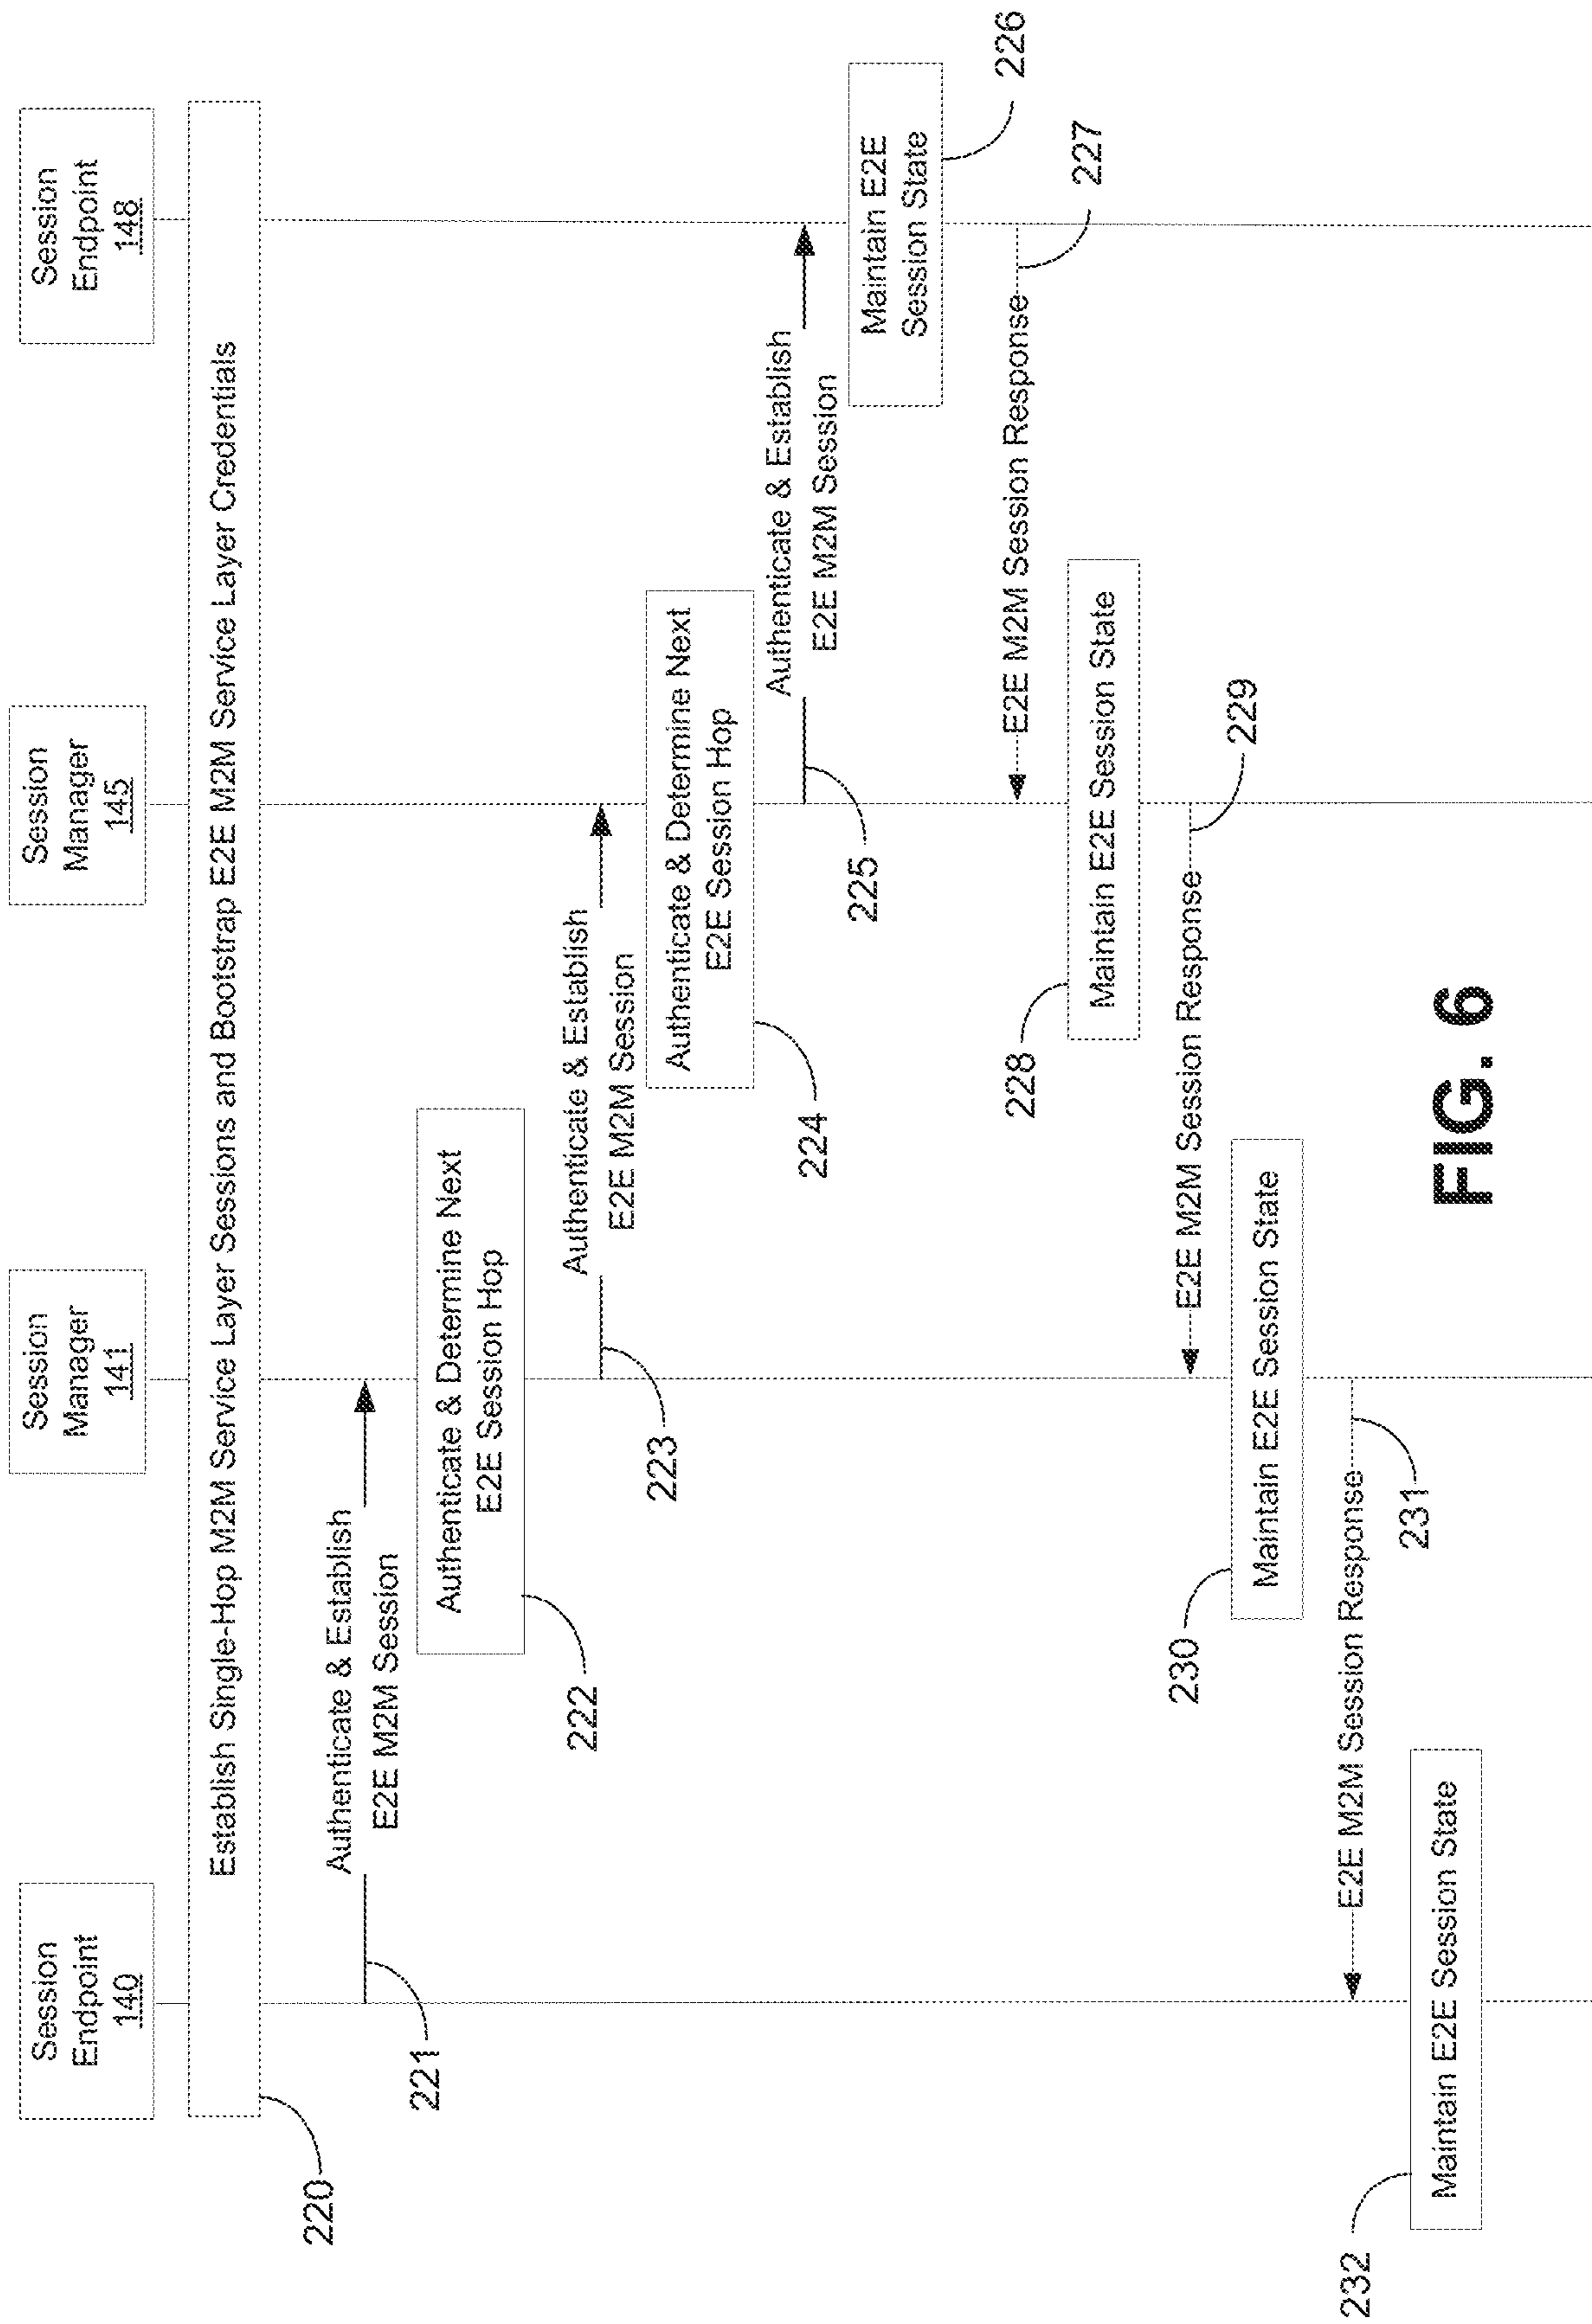 Session
Endpoint
140
Session
Manager
141
Session
Manager
145
Session
Endpoint
148
Establish Single-Hop M2M Service Layer Sessions and Bootstrap E2E M2M Service Layer Credentials
220
Authenticate & Establish
E2E M2M Session
221
Authenticate & Determine Next
E2E Session Hop
222
Authenticate & Establish
E2E M2M Session
223
Authenticate & Determine Next
E2E Session Hop
224
Authenticate & Establish
E2E M2M Session
225
Maintain E2E
Session State
226
E2E M2M Session Response
227
Maintain E2E Session State
228
E2E M2M Session Response
229
Maintain E2E Session State
230
E2E M2M Session Response
231
Maintain E2E Session State
232
FIG. 6